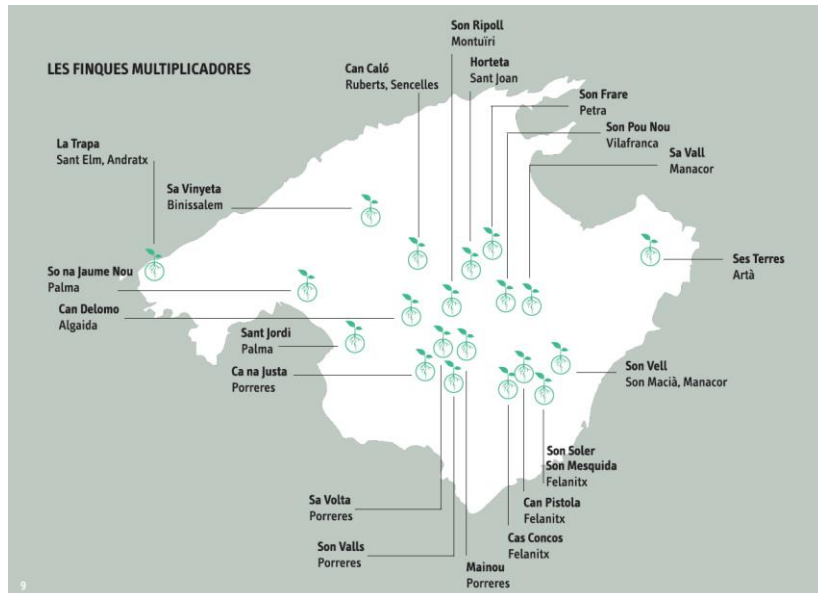 LES FINQUES MULTIPLICADORES
Son Ripoll
Montuïri
Can Caló
Ruberts, Sencelles
Horteta
Sant Joan
Son Frare
Petra
Son Pou Nou
Vilafranca
Sa Vall
Manacor
La Trapa
Sant Elm, Andratx
Sa Vinyeta
Binissalem
Ses Terres
Artà
So na Jaume Nou
Palma
Can Delomo
Algaida
Sant Jordi
Palma
Ca na Justa
Porreres
Son Vell
Son Macià, Manacor
Son Soler
Son Mesquida
Felanitx
Sa Volta
Porreres
Can Pistola
Felanitx
Son Valls
Porreres
Cas Concos
Felanitx
Mainou
Porreres
9